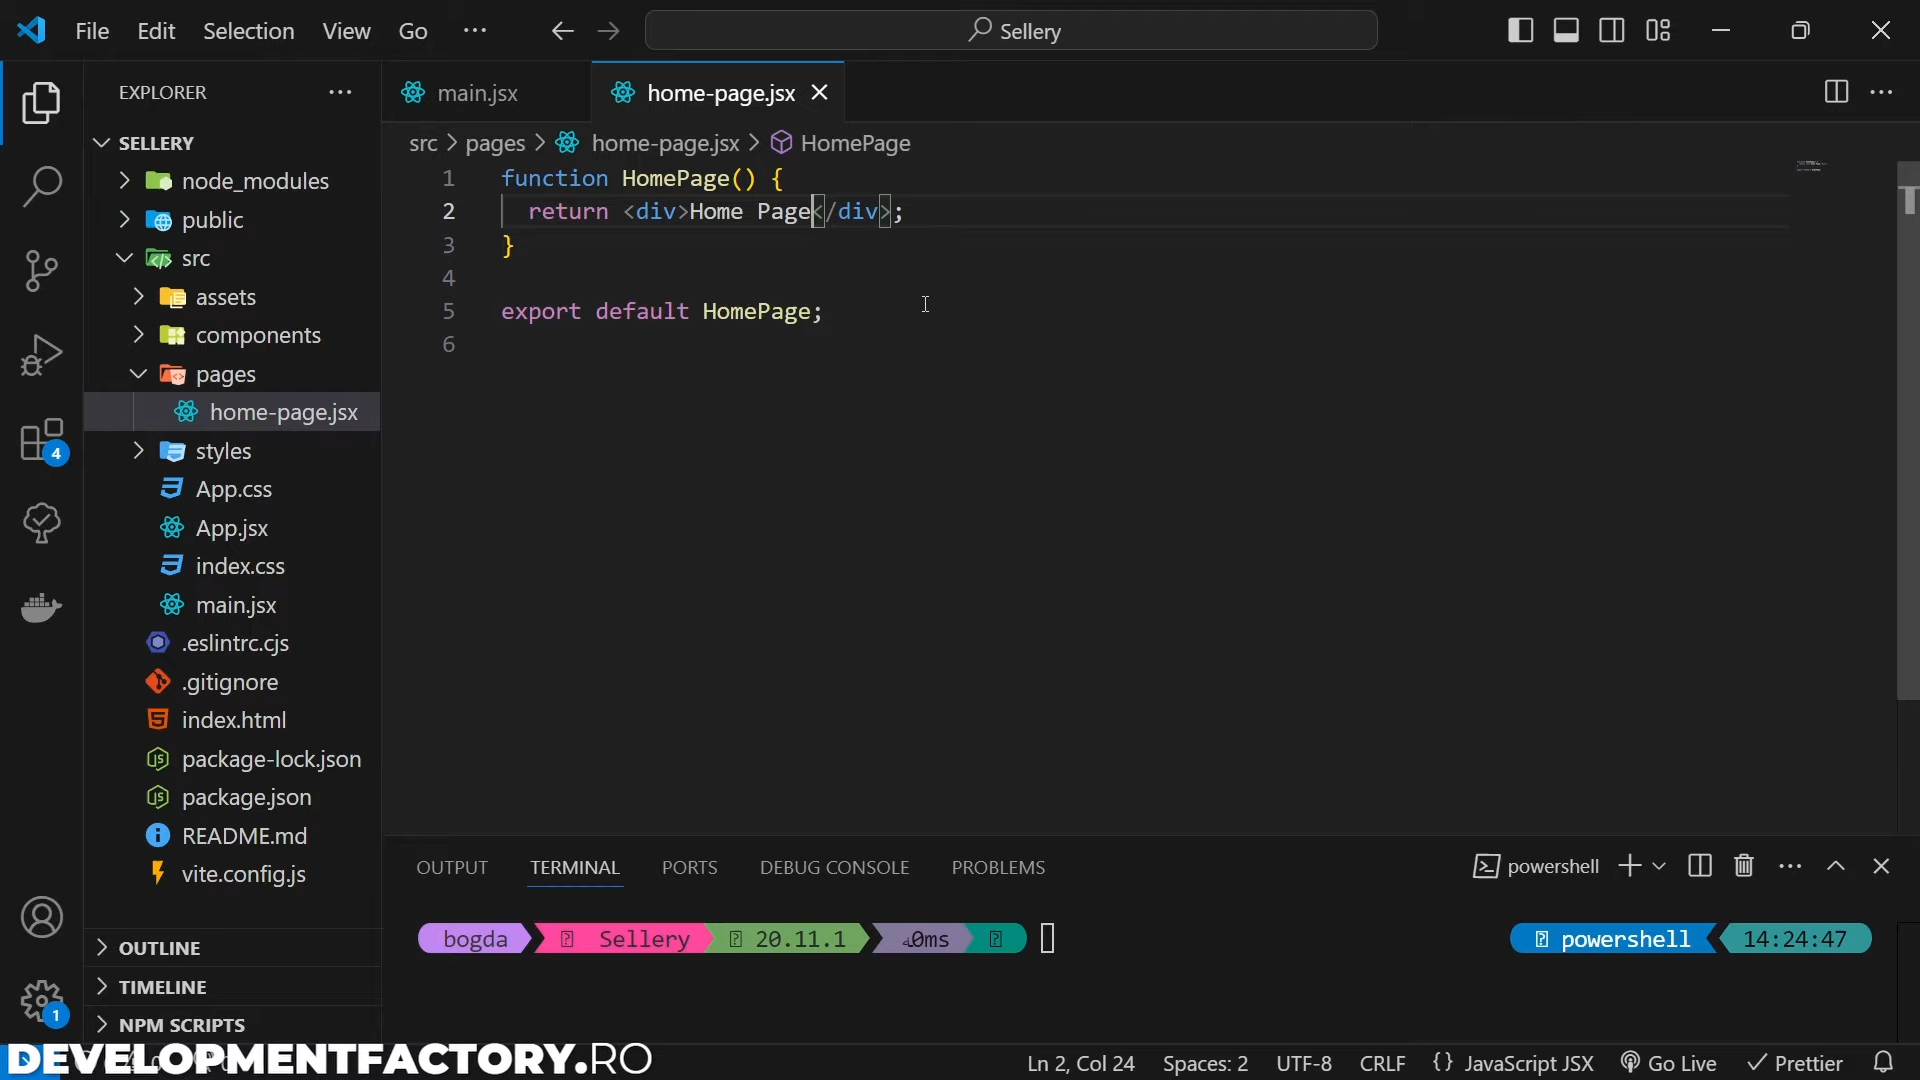 File Edit Selection View Go ... Sellery
EXPLORER ...
main.jsx home-page.jsx
SELLERY
node_modules
public
src
assets
components
pages
home-page.jsx
styles
App.css
App.jsx
index.css
main.jsx
.eslintrc.cjs
.gitignore
index.html
package-lock.json
package.json
README.md
vite.config.js
OUTLINE
TIMELINE
NPM SCRIPTS
4
1
src > pages > home-page.jsx > HomePage
1 function HomePage() {
2 return <div>Home Page</div>;
3 }
4
5 export default HomePage;
6
OUTPUT TERMINAL PORTS DEBUG CONSOLE PROBLEMS powershell
bogda Sellery 20.11.1 0ms powershell 14:24:47
DEVELOPMENTFACTORY.RO
Ln 2, Col 24 Spaces: 2 UTF-8 CRLF {} JavaScript JSX Go Live Prettier